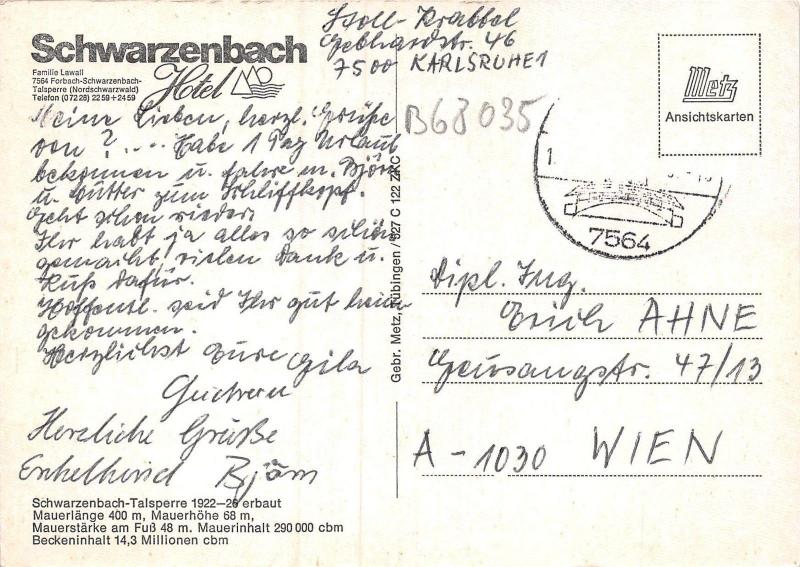 Schwarzenbach
Hotel
Familie Lawall
7564 Forbach-Schwarzenbach-
Talsperre (Nordschwarzwald)
Telefon (07228) 2259+2459
Stoll-Krabbel
Gebhardstr. 46
7500 KARLSRUHE 1
B68035
Meine Lieben, herzl. Grüße
von ? .... Habe 1 Tag Urlaub
bekommen u. fahre m. Björn
u. Mutter zum Schliffkopf.
Geht schon wieder.
Ihr habt ja alles so schön
gemacht, vielen Dank u.
Kuß dafür.
Hoffentl. seid Ihr gut heim
gekommen.
Herzlichst Eure Gila
Herzliche Grüße
Enkelkind Björn
Schwarzenbach-Talsperre 1922—26 erbaut
Mauerlänge 400 m, Mauerhöhe 68 m,
Mauerstärke am Fuß 48 m. Mauerinhalt 290 000 cbm
Beckeninhalt 14,3 Millionen cbm
Gebr. Metz, Tübingen / 527 C 122 ZKC
Metz
Ansichtskarten
7564
Dipl. Ing.
Erich AHNE
Geusaugstr. 47/13
A-1030 WIEN